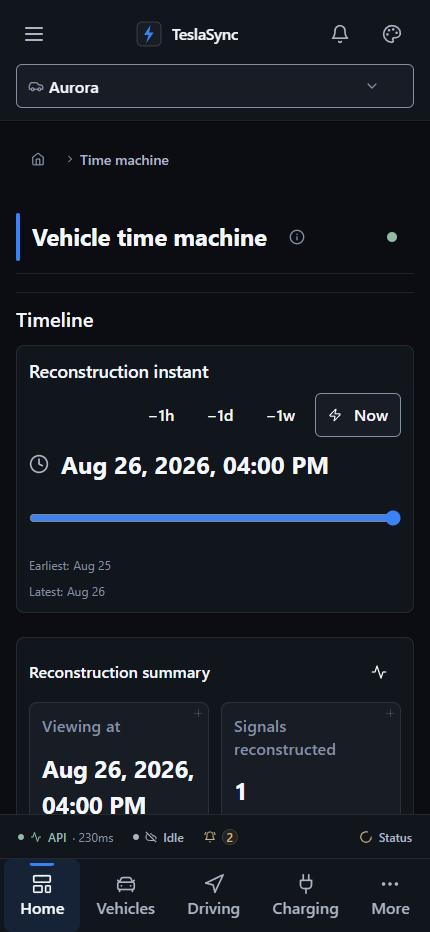 TeslaSync
Aurora
Time machine
Vehicle time machine
Timeline
Reconstruction instant
−1h −1d −1w Now
Aug 26, 2026, 04:00 PM
Earliest: Aug 25
Latest: Aug 26
Reconstruction summary
Viewing at
Aug 26, 2026,
04:00 PM
Signals
reconstructed
1
API · 230ms Idle 2 Status
Home Vehicles Driving Charging More